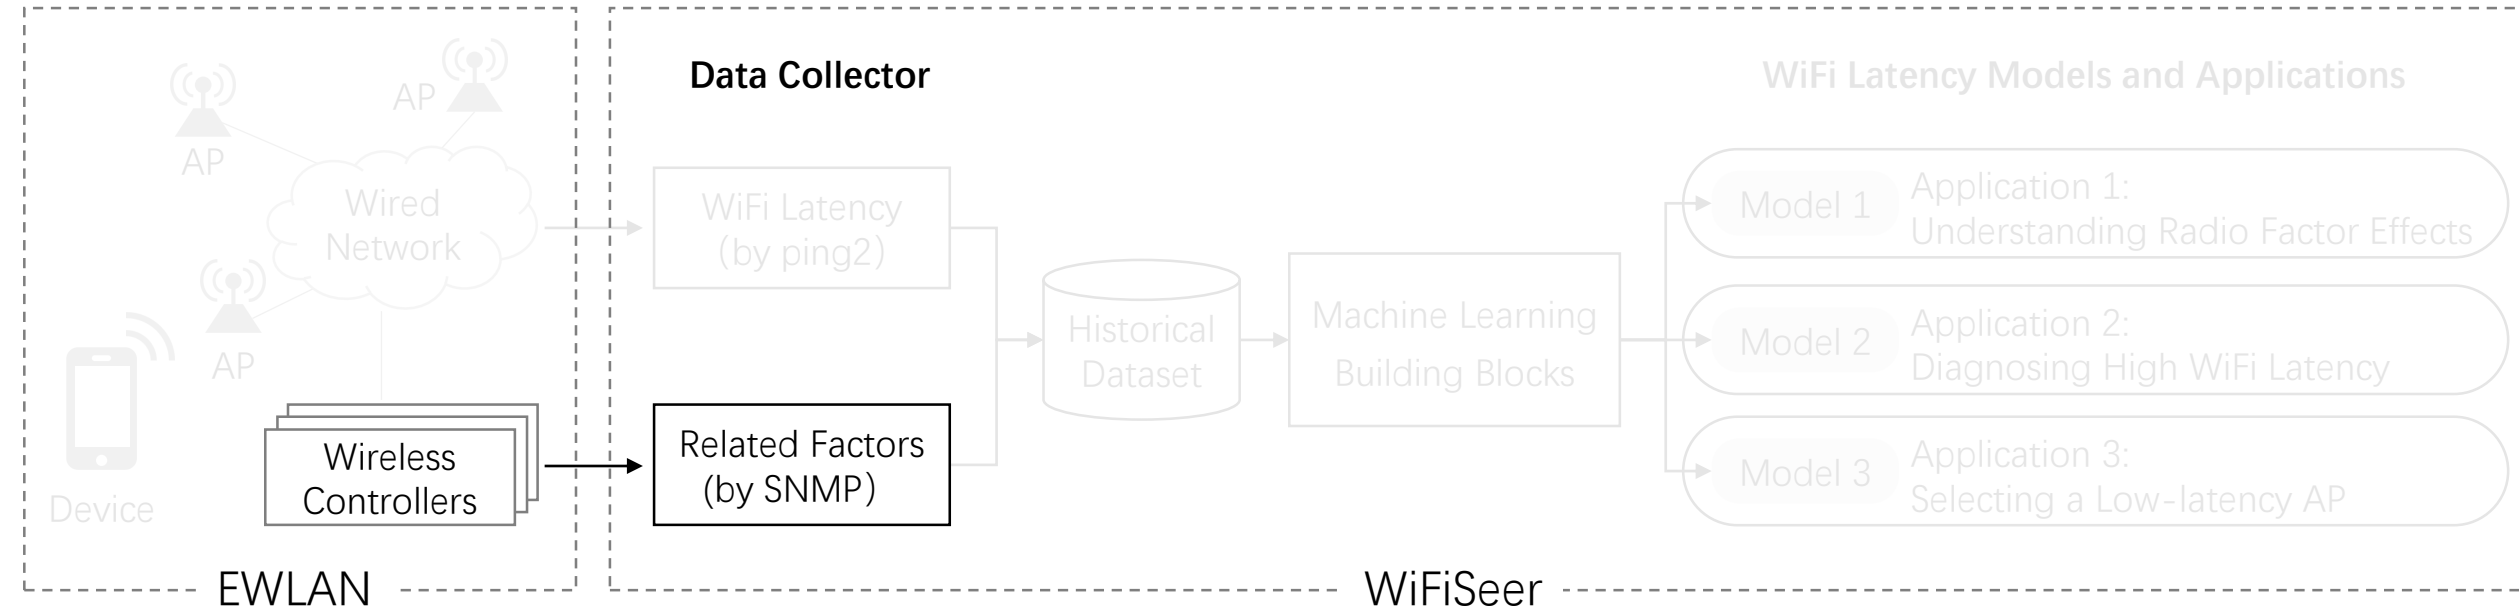 Data Collector
WiFi Latency Models and Applications
AP
AP
Wired
Network
AP
Device
Wireless
Controllers
EWLAN
WiFi Latency
(by ping2)
Related Factors
(by SNMP)
Historical
Dataset
Machine Learning
Building Blocks
Model 1
Application 1:
Understanding Radio Factor Effects
Model 2
Application 2:
Diagnosing High WiFi Latency
Model 3
Application 3:
Selecting a Low-latency AP
WiFiSeer